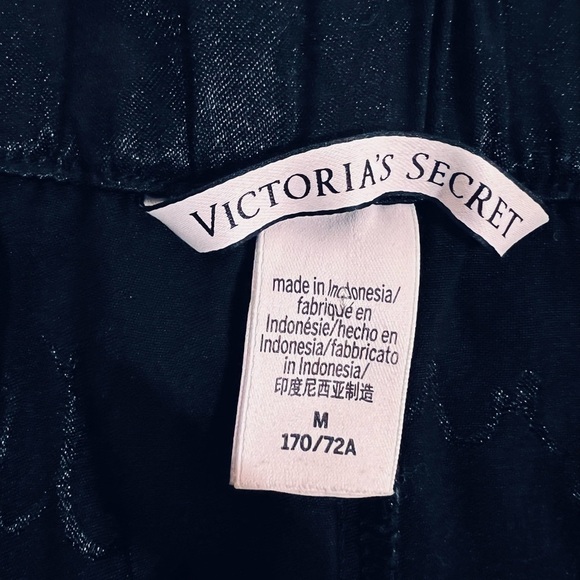 VICTORIA'S SECRET
made in Indonesia/
fabriqué en
Indonésie/hecho en
Indonesia/fabbricato
in Indonesia/
印度尼西亚制造
M
170/72A